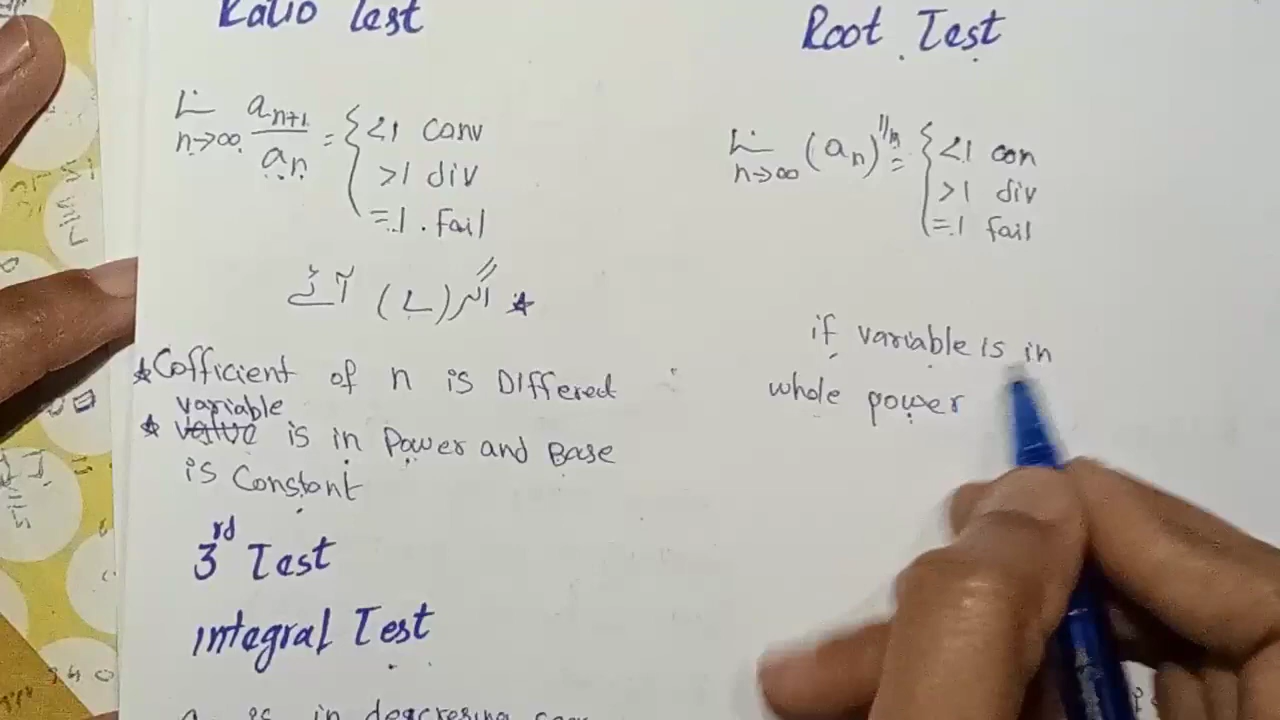 Ratio Test
lim n→∞ a_{n+1}/a_n = { <1 conv
>1 div
=1 . fail
★ اگر (L) آئے
★ Cofficient of n is Differed
variable
★ value is in Power and Base
is Constant
3rd Test
integral Test
is in
Root Test
lim n→∞ (a_n)^{1/n} = { <1 con
>1 div
=1 fail
if variable is in
whole power